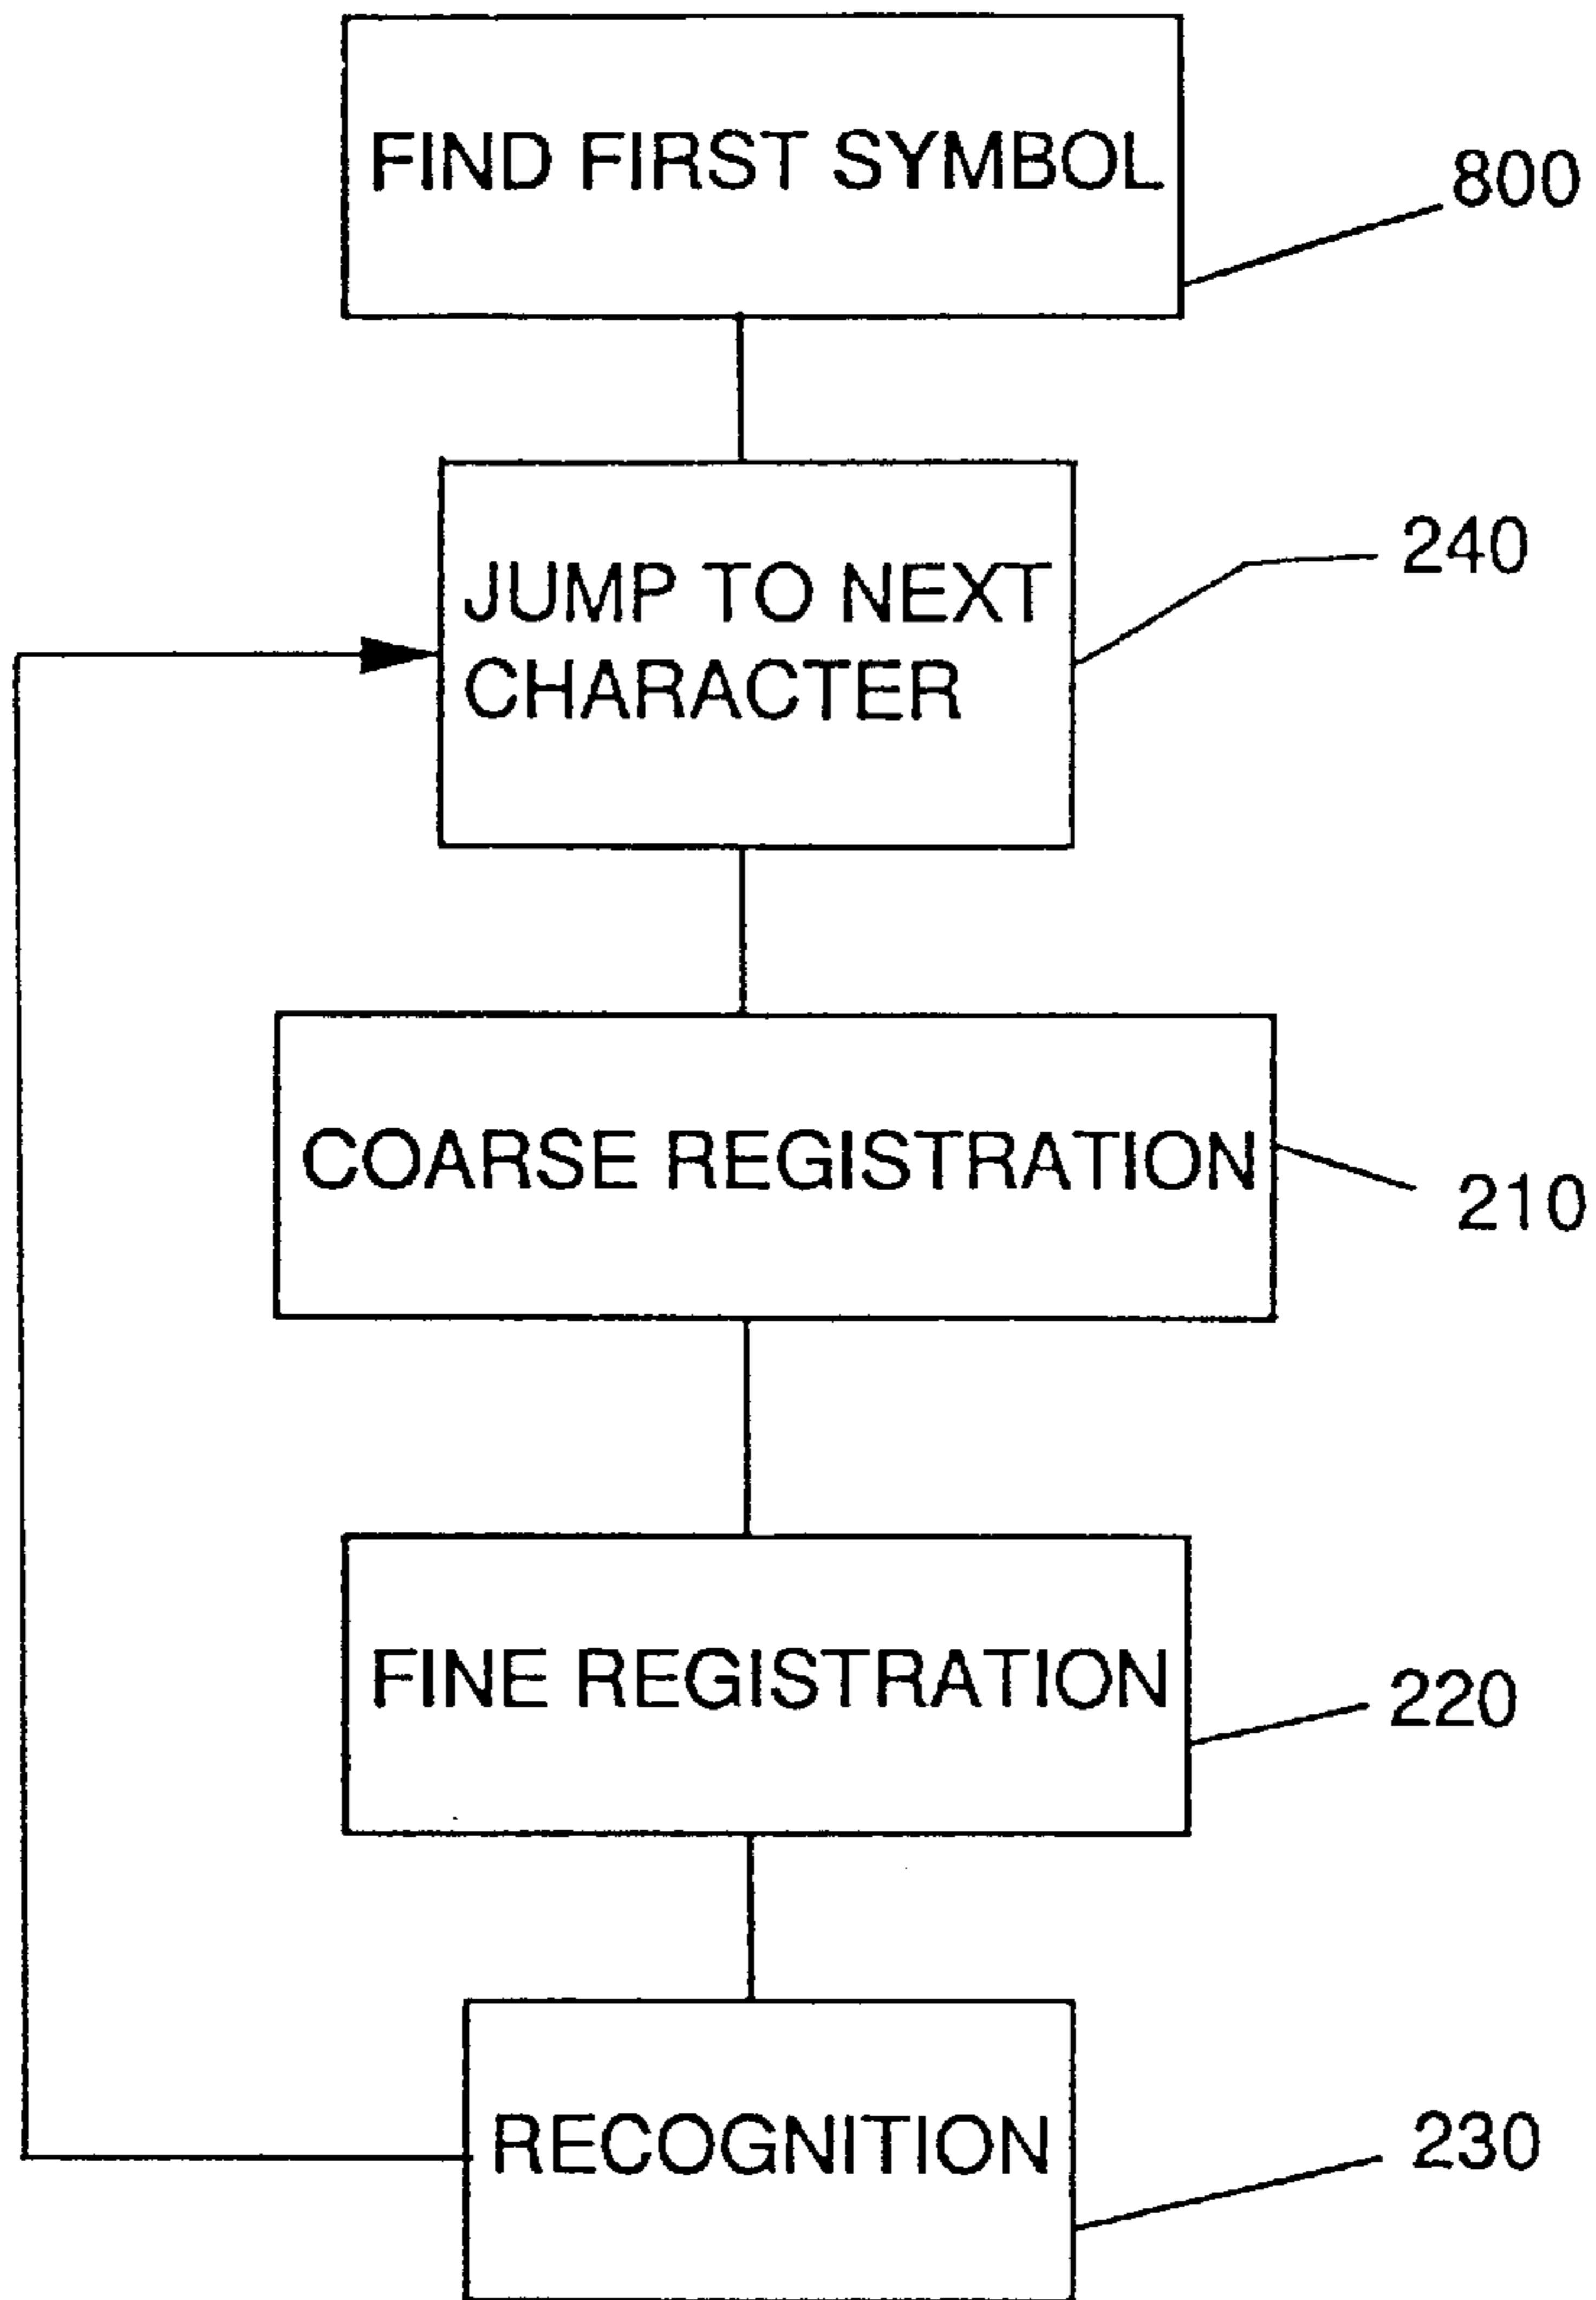 FIND FIRST SYMBOL
800
JUMP TO NEXT
CHARACTER
240
COARSE REGISTRATION
210
FINE REGISTRATION
220
RECOGNITION
230